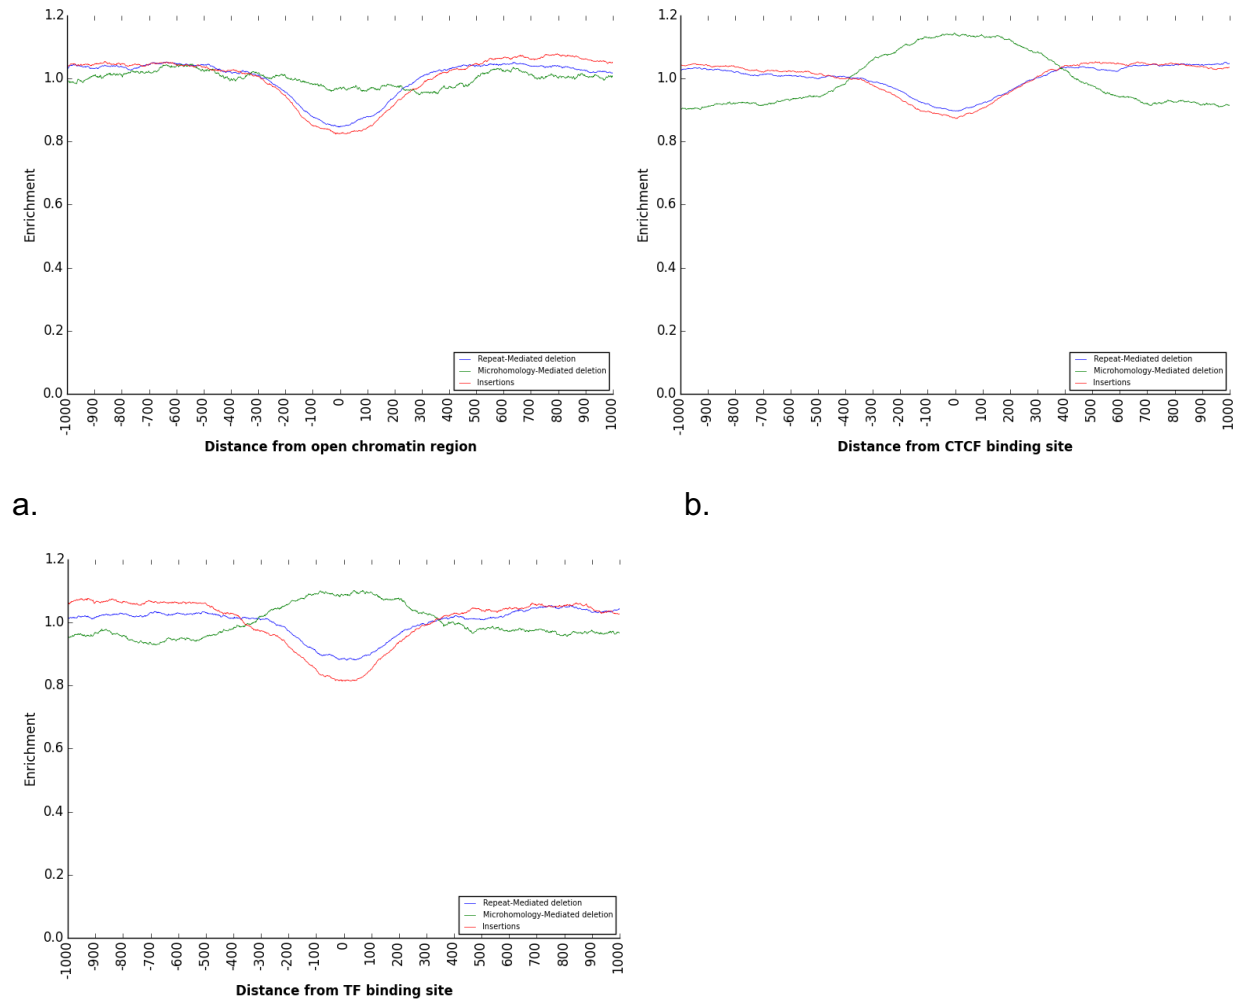 1.2
1.0
0.8
0.6
0.4
0.2
0.0
Enrichment
Repeat-Mediated deletion
Microhomology-Mediated deletion
Insertions
-1000 -900 -800 -700 -600 -500 -400 -300 -200 -100 0 100 200 300 400 500 600 700 800 900 1000
Distance from open chromatin region
1.2
1.0
0.8
0.6
0.4
0.2
0.0
Enrichment
Repeat-Mediated deletion
Microhomology-Mediated deletion
Insertions
-1000 -900 -800 -700 -600 -500 -400 -300 -200 -100 0 100 200 300 400 500 600 700 800 900 1000
Distance from CTCF binding site
a.
b.
1.2
1.0
0.8
0.6
0.4
0.2
0.0
Enrichment
Repeat-Mediated deletion
Microhomology-Mediated deletion
Insertions
-1000 -900 -800 -700 -600 -500 -400 -300 -200 -100 0 100 200 300 400 500 600 700 800 900 1000
Distance from TF binding site